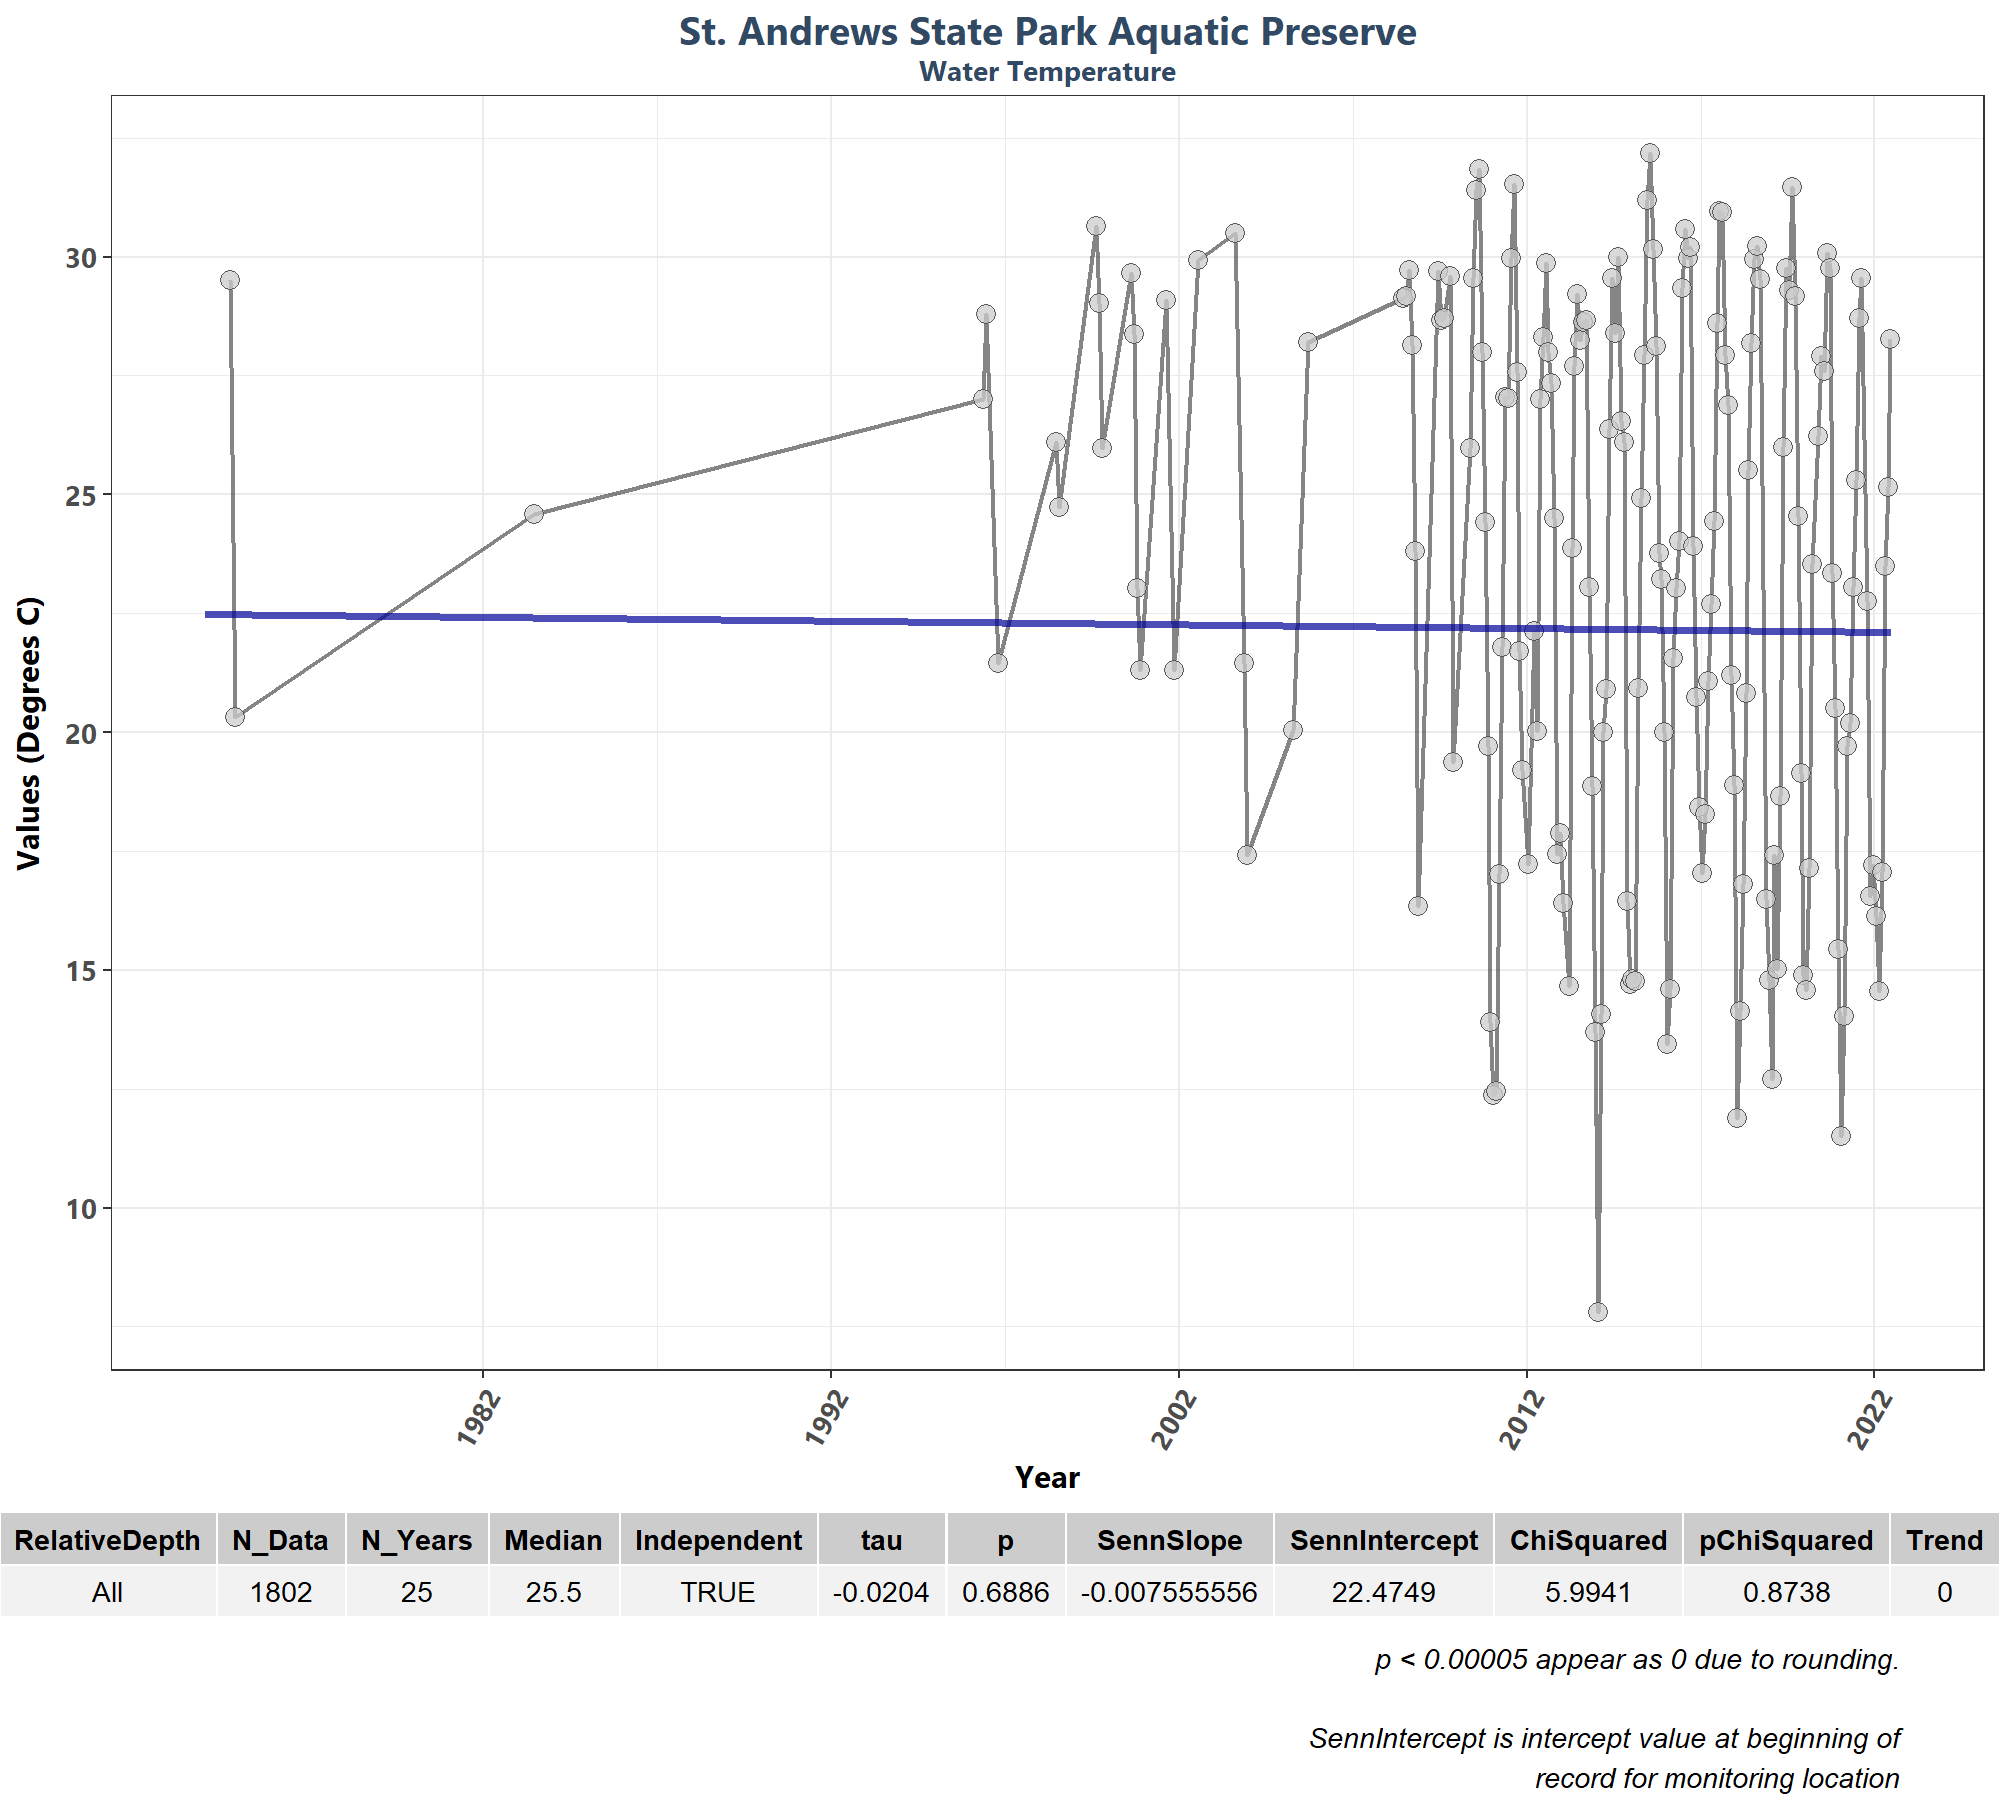 St. Andrews State Park Aquatic Preserve
Water Temperature
Values (Degrees C)
30
25
20
15
10
1982
1992
2002
2012
2022
Year
RelativeDepth N_Data N_Years Median Independent tau p SennSlope SennIntercept ChiSquared pChiSquared Trend
All 1802 25 25.5 TRUE -0.0204 0.6886 -0.007555556 22.4749 5.9941 0.8738 0
p < 0.00005 appear as 0 due to rounding.
SennIntercept is intercept value at beginning of
record for monitoring location